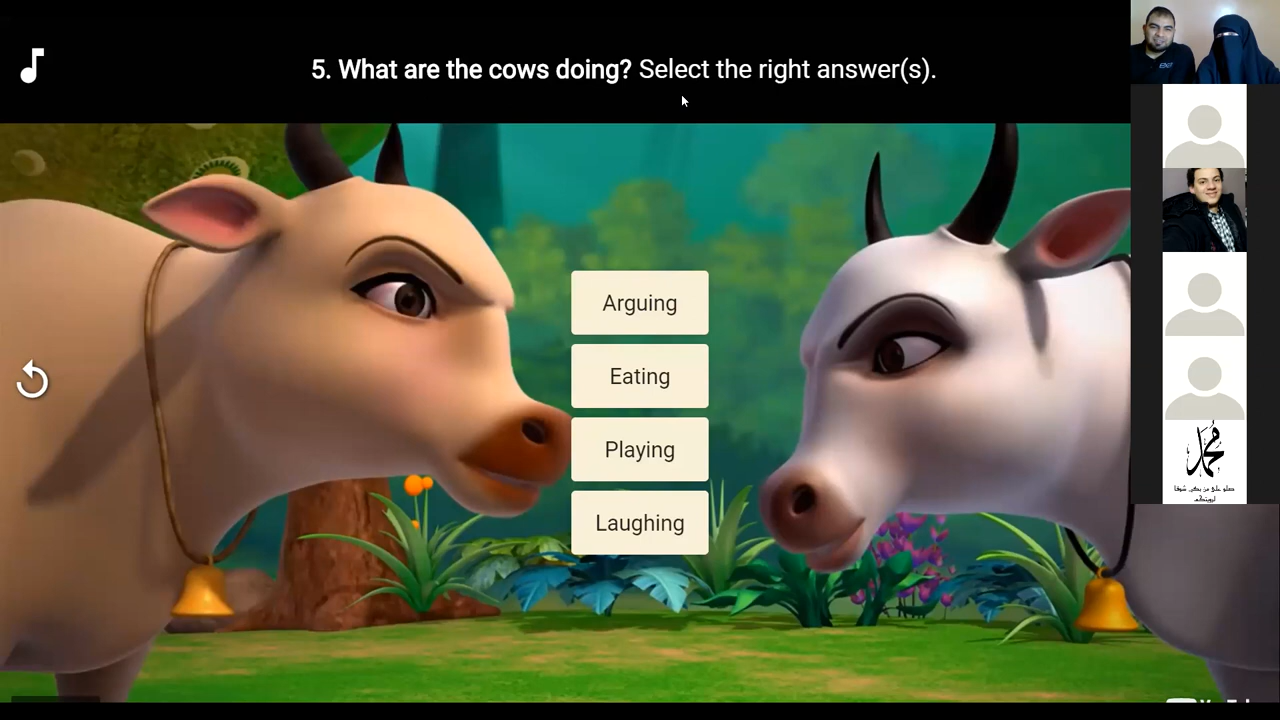 5. What are the cows doing? Select the right answer(s).
Arguing
Eating
Playing
Laughing
محمد